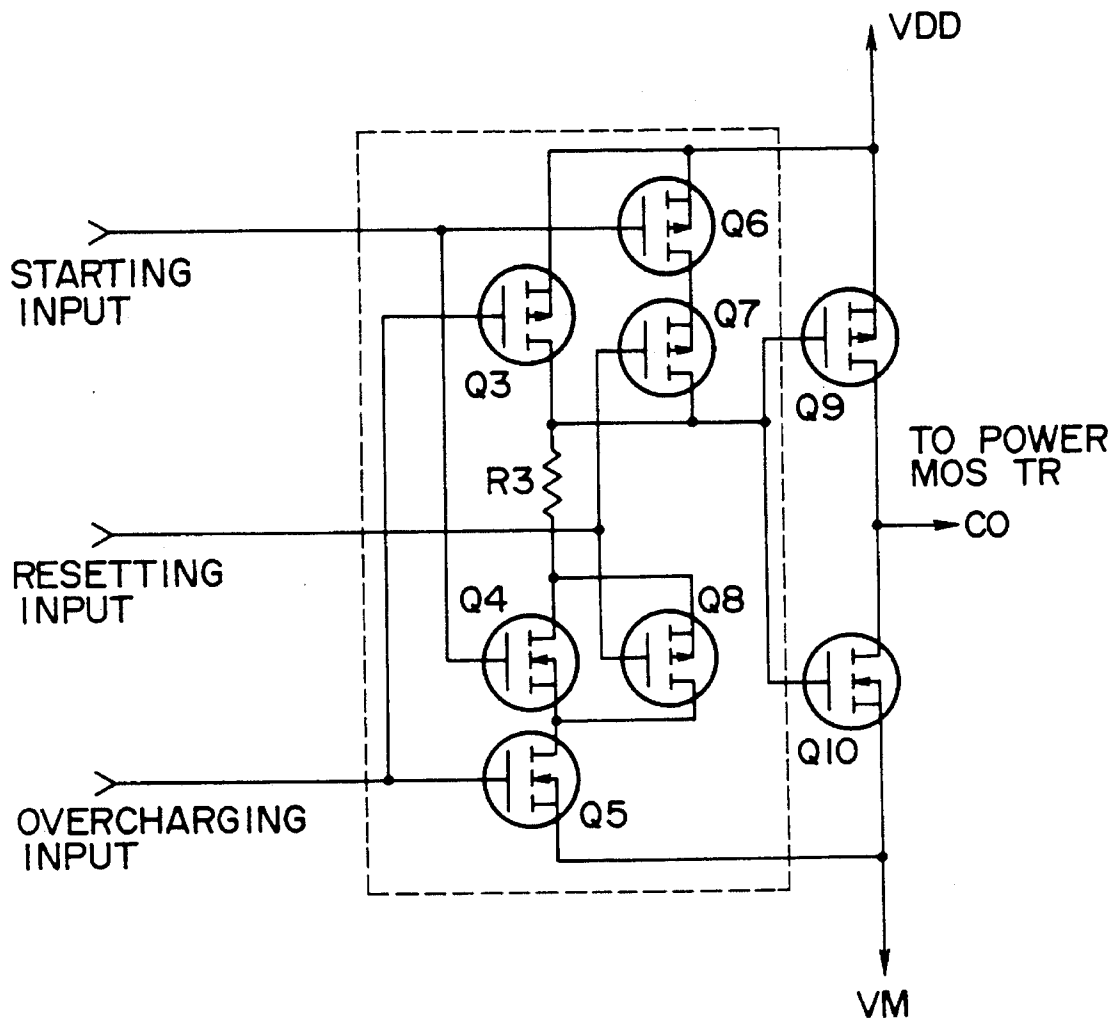 VDD
Q6
STARTING
INPUT
Q7
Q3
Q9
TO POWER
MOS TR
R3
CO
RESETTING
INPUT
Q4
Q8
Q10
OVERCHARGING
INPUT
Q5
VM